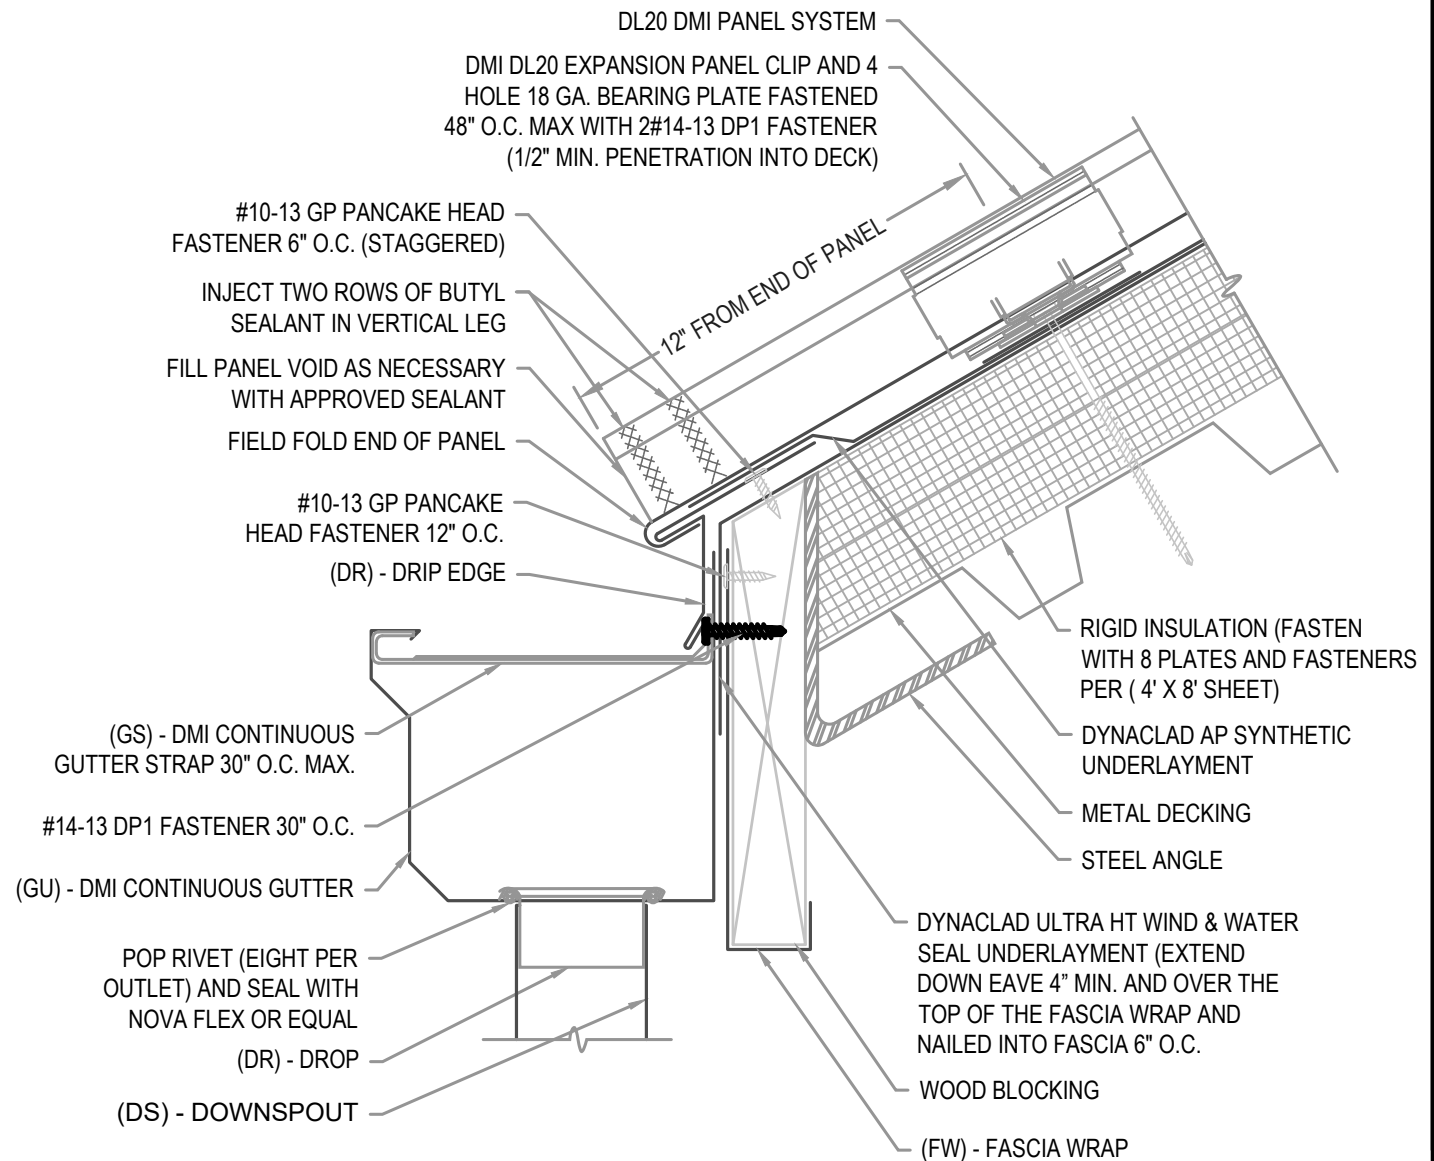 DL20 DMI PANEL SYSTEM
DMI DL20 EXPANSION PANEL CLIP AND 4
HOLE 18 GA. BEARING PLATE FASTENED
48" O.C. MAX WITH 2#14-13 DP1 FASTENER
(1/2" MIN. PENETRATION INTO DECK)
#10-13 GP PANCAKE HEAD
FASTENER 6" O.C. (STAGGERED)
INJECT TWO ROWS OF BUTYL
SEALANT IN VERTICAL LEG
FILL PANEL VOID AS NECESSARY
WITH APPROVED SEALANT
FIELD FOLD END OF PANEL
#10-13 GP PANCAKE
HEAD FASTENER 12" O.C.
(DR) - DRIP EDGE
12" FROM END OF PANEL
(GS) - DMI CONTINUOUS
GUTTER STRAP 30" O.C. MAX.
#14-13 DP1 FASTENER 30" O.C.
(GU) - DMI CONTINUOUS GUTTER
POP RIVET (EIGHT PER
OUTLET) AND SEAL WITH
NOVA FLEX OR EQUAL
(DR) - DROP
(DS) - DOWNSPOUT
RIGID INSULATION (FASTEN
WITH 8 PLATES AND FASTENERS
PER ( 4' X 8' SHEET)
DYNACLAD AP SYNTHETIC
UNDERLAYMENT
METAL DECKING
STEEL ANGLE
DYNACLAD ULTRA HT WIND & WATER
SEAL UNDERLAYMENT (EXTEND
DOWN EAVE 4” MIN. AND OVER THE
TOP OF THE FASCIA WRAP AND
NAILED INTO FASCIA 6" O.C.
WOOD BLOCKING
(FW) - FASCIA WRAP